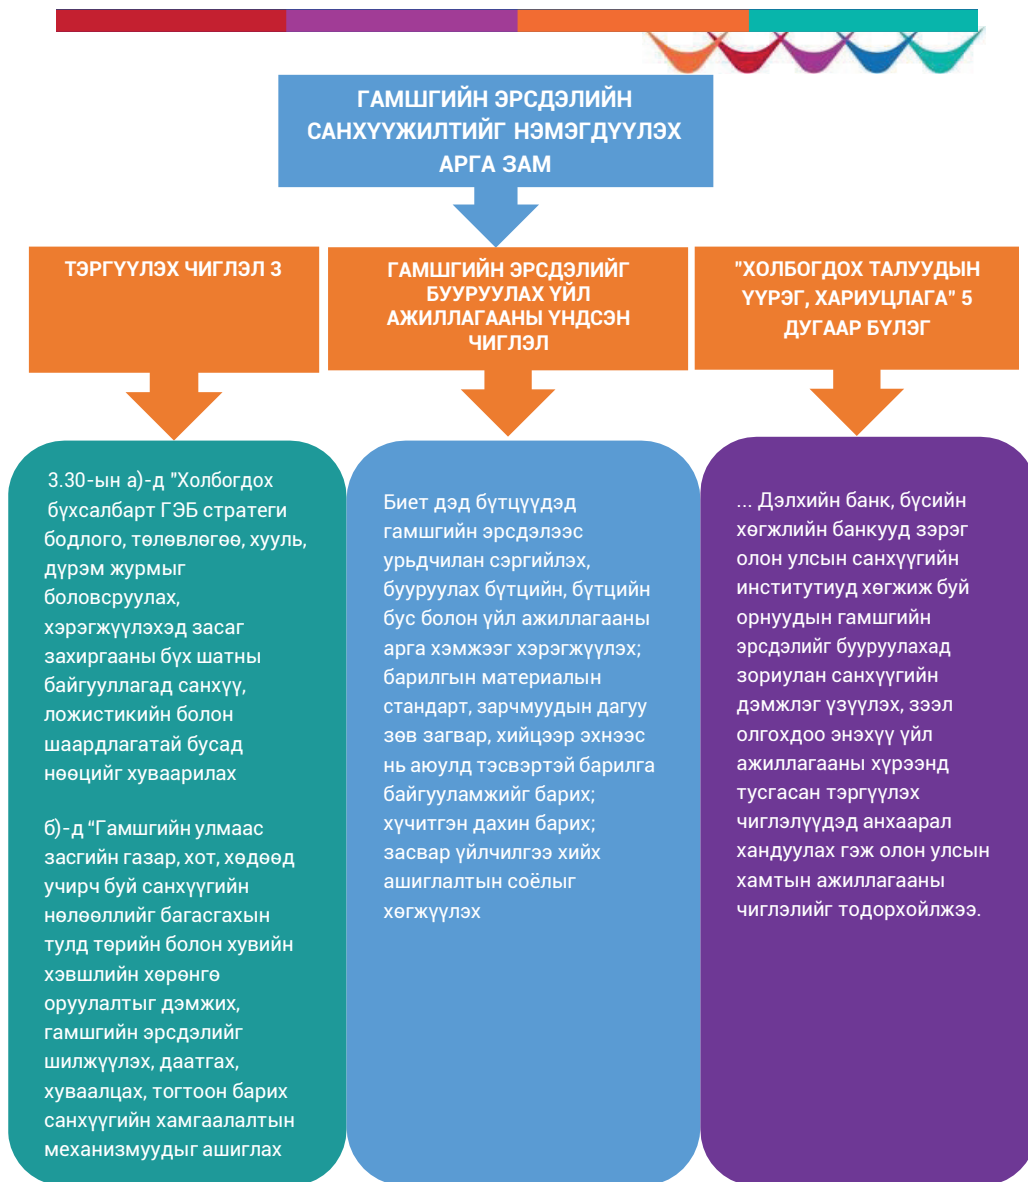 ГАМШГИЙН ЭРСДЭЛИЙН
САНХҮҮЖИЛТИЙГ НЭМЭГДҮҮЛЭХ
АРГА ЗАМ
ТЭРГҮҮЛЭХ ЧИГЛЭЛ 3
ГАМШГИЙН ЭРСДЭЛИЙГ
БУУРУУЛАХ ҮЙЛ
АЖИЛЛАГААНЫ ҮНДСЭН
ЧИГЛЭЛ
"ХОЛБОГДОХ ТАЛУУДЫН
ҮҮРЭГ, ХАРИУЦЛАГА" 5
ДУГААР БҮЛЭГ
3.30-ын а)-д "Холбогдох
бүхсалбарт ГЭБ стратеги
бодлого, төлөвлөгөө, хууль,
дүрэм журмыг
боловсруулах,
хэрэгжүүлэхэд засаг
захиргааны бүх шатны
байгууллагад санхүү,
ложистикийн болон
шаардлагатай бусад
нөөцийг хуваарилах
б)-д “Гамшгийн улмаас
засгийн газар, хот, хөдөөд
учирч буй санхүүгийн
нөлөөллийг багасгахын
тулд төрийн болон хувийн
хэвшлийн хөрөнгө
оруулалтыг дэмжих,
гамшгийн эрсдэлийг
шилжүүлэх, даатгах,
хуваалцах, тогтоон барих
санхүүгийн хамгаалалтын
механизмуудыг ашиглах
Биет дэд бүтцүүдэд
гамшгийн эрсдэлээс
урьдчилан сэргийлэх,
бууруулах бүтцийн, бүтцийн
бус болон үйл ажиллагааны
арга хэмжээг хэрэгжүүлэх;
барилгын материалын
стандарт, зарчмуудын дагуу
зөв загвар, хийцээр эхнээс
нь аюулд тэсвэртэй барилга
байгууламжийг барих;
хүчитгэн дахин барих;
засвар үйлчилгээ хийх
ашиглалтын соёлыг
хөгжүүлэх
... Дэлхийн банк, бүсийн
хөгжлийн банкууд зэрэг
олон улсын санхүүгийн
институтиуд хөгжиж буй
орнуудын гамшгийн
эрсдэлийг бууруулахад
зориулан санхүүгийн
дэмжлэг үзүүлэх, зээл
олгохдоо энэхүү үйл
ажиллагааны хүрээнд
тусгасан тэргүүлэх
чиглэлүүдэд анхаарал
хандуулах гэж олон улсын
хамтын ажиллагааны
чиглэлийг тодорхойлжээ.